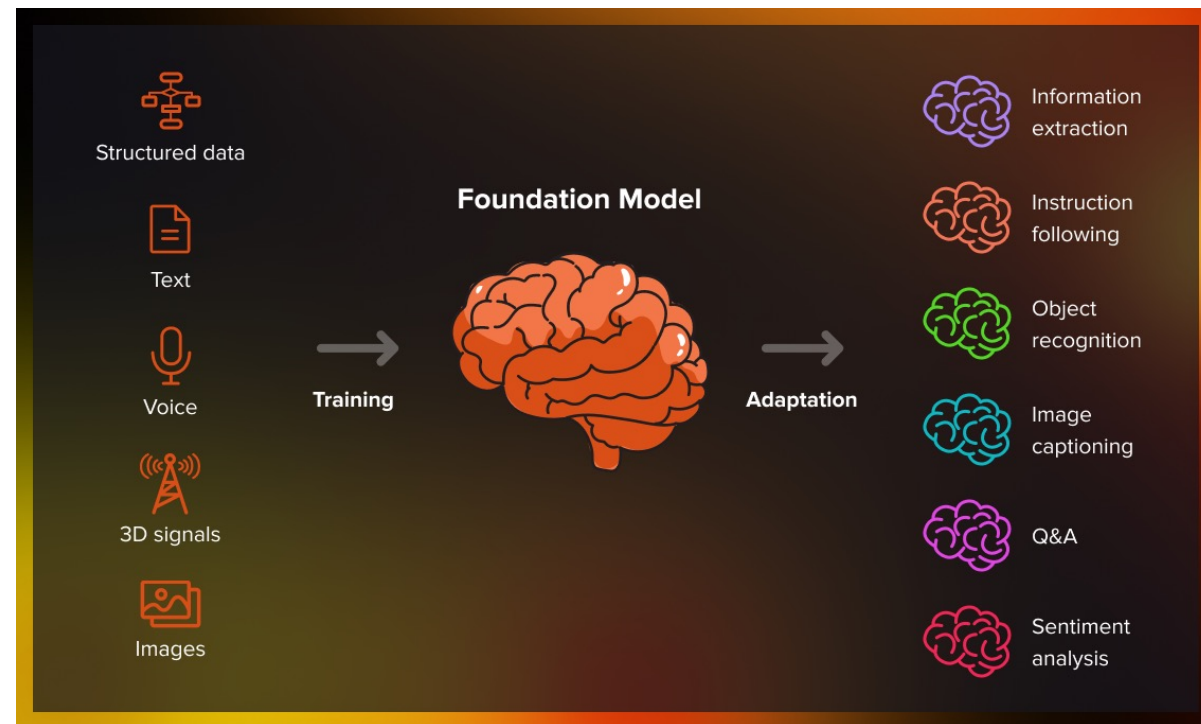 Structured data
Text
Voice
3D signals
Images
Training
Foundation Model
Adaptation
Information
extraction
Instruction
following
Object
recognition
Image
captioning
Q&A
Sentiment
analysis